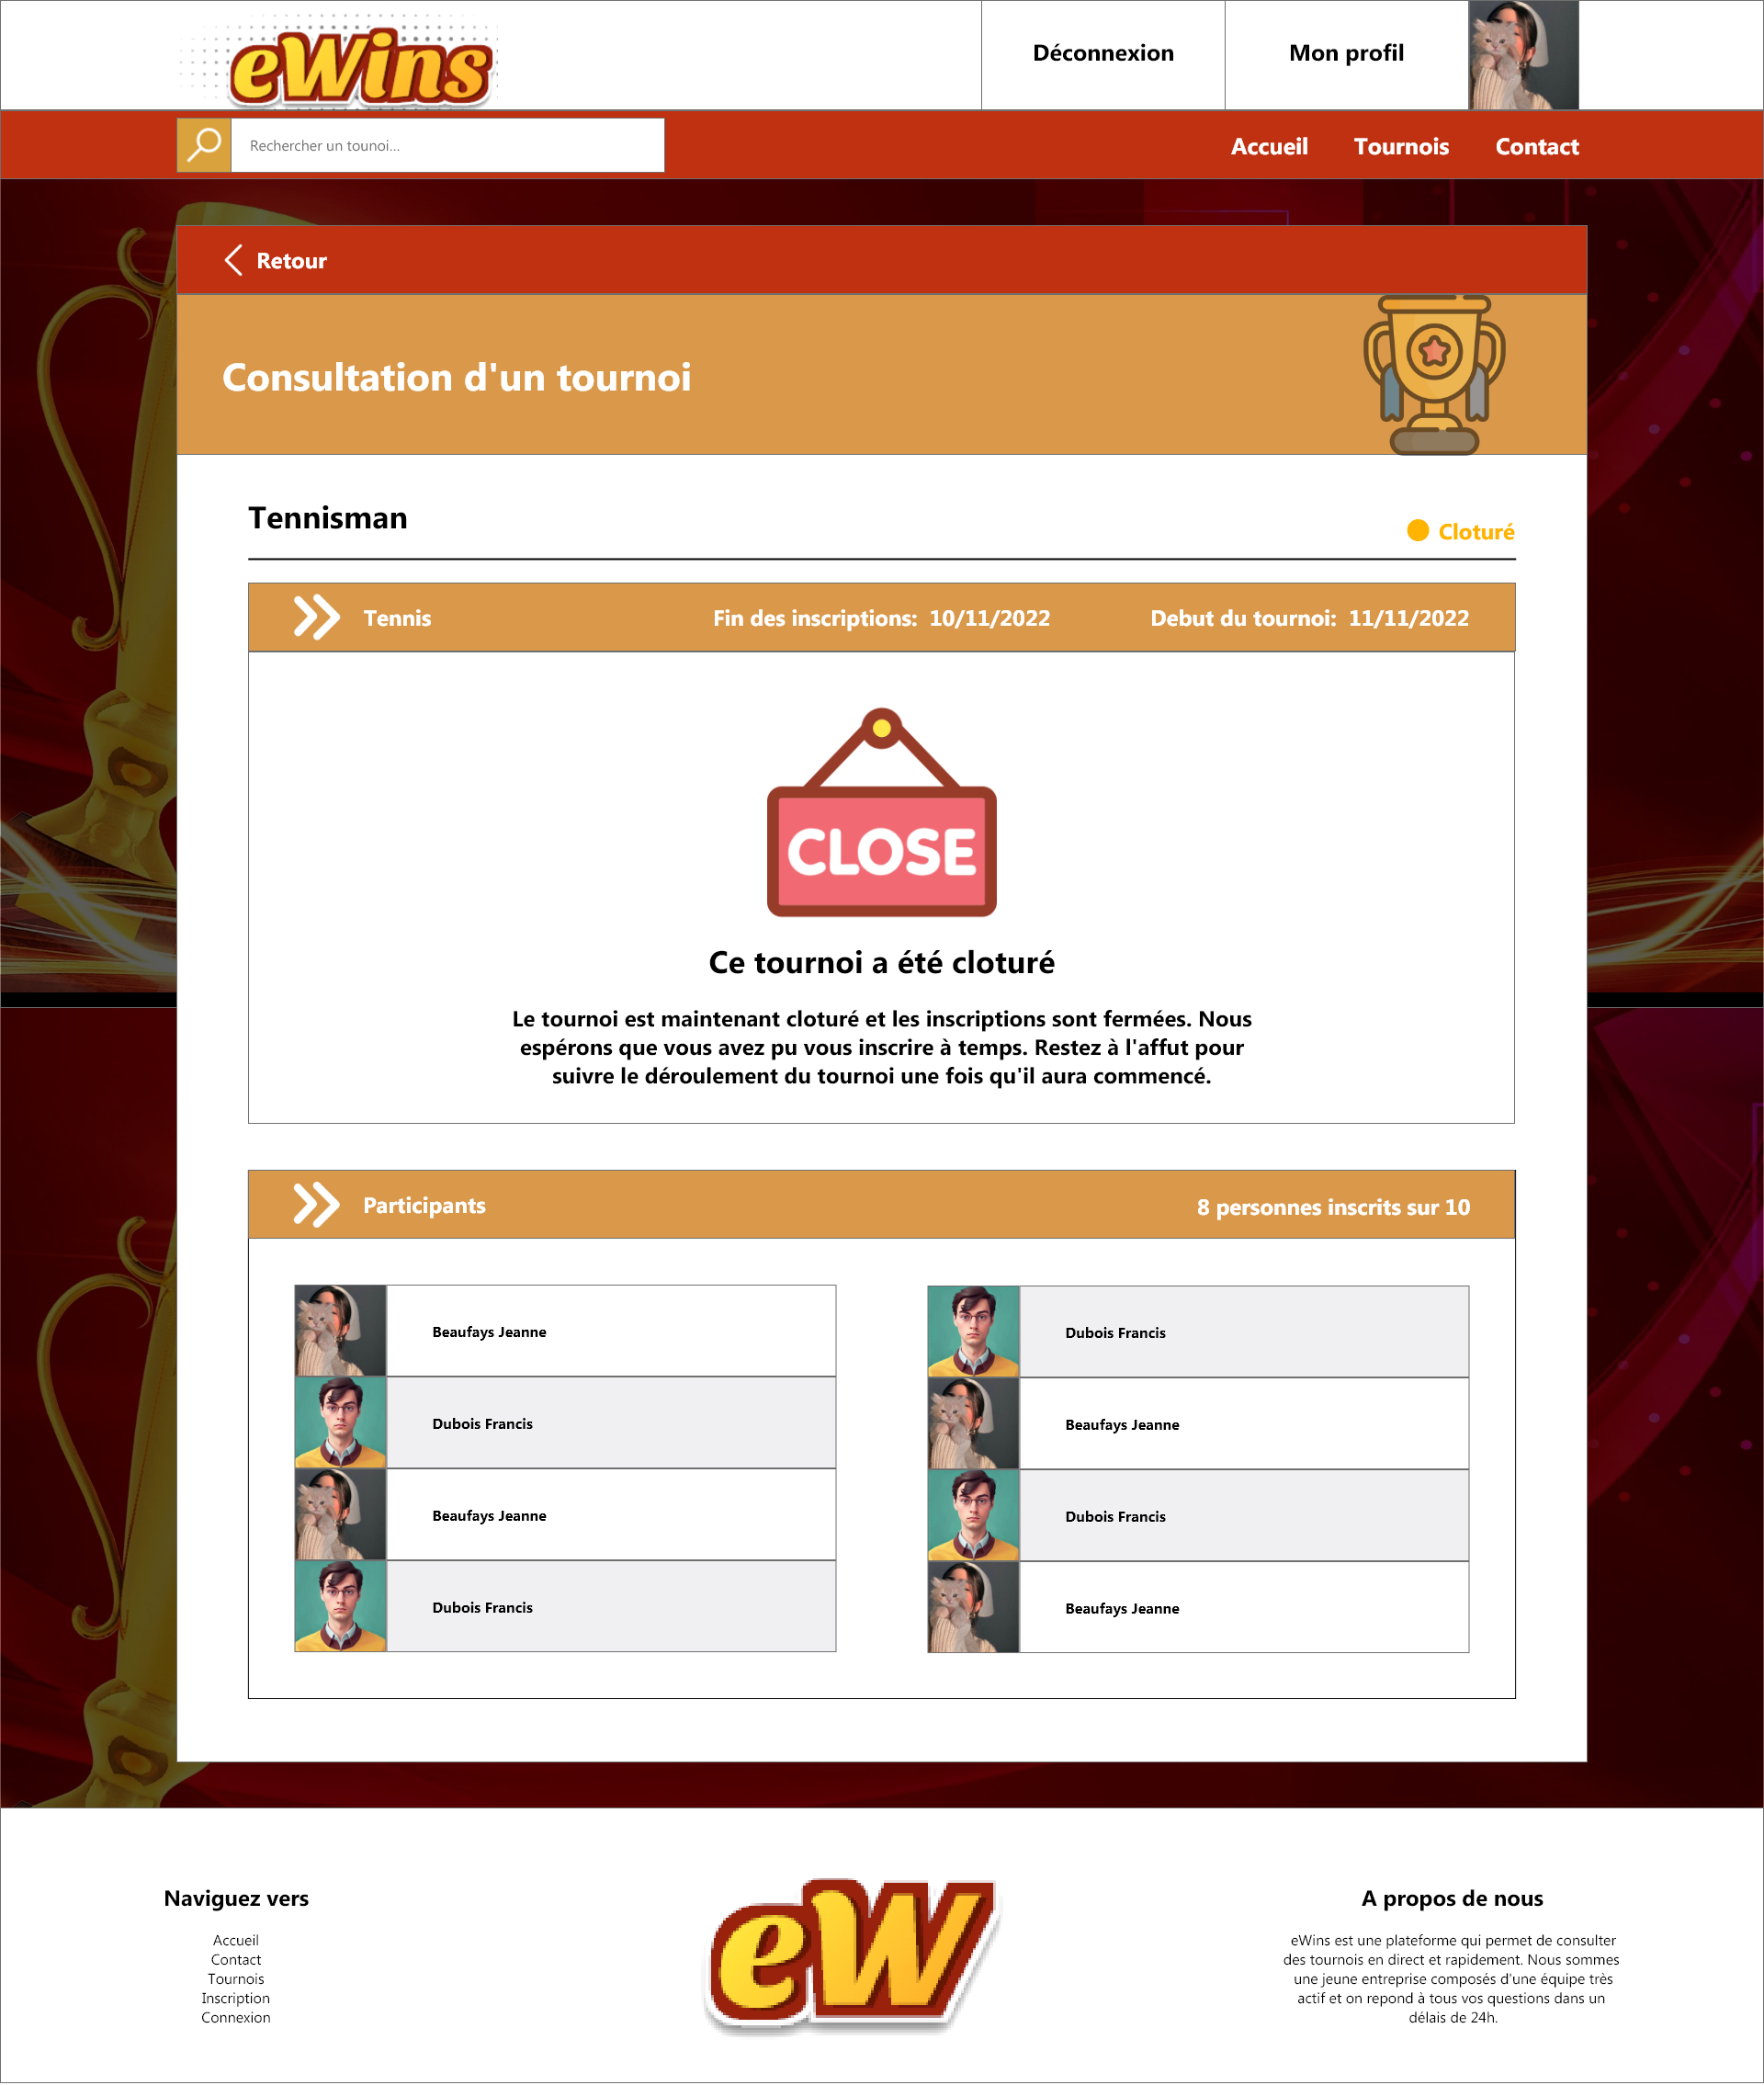 eWins
Déconnexion
Mon profil
Rechercher un tounoi...
Accueil
Tournois
Contact
Retour
Consultation d'un tournoi
Tennisman
Cloturé
Tennis
Fin des inscriptions: 10/11/2022
Debut du tournoi: 11/11/2022
CLOSE
Ce tournoi a été cloturé
Le tournoi est maintenant cloturé et les inscriptions sont fermées. Nous
espérons que vous avez pu vous inscrire à temps. Restez à l'affut pour
suivre le déroulement du tournoi une fois qu'il aura commencé.
Participants
8 personnes inscrits sur 10
Beaufays Jeanne
Dubois Francis
Beaufays Jeanne
Dubois Francis
Dubois Francis
Beaufays Jeanne
Dubois Francis
Beaufays Jeanne
Naviguez vers
Accueil
Contact
Tournois
Inscription
Connexion
eW
A propos de nous
eWins est une plateforme qui permet de consulter
des tournois en direct et rapidement. Nous sommes
une jeune entreprise composés d'une équipe très
actif et on repond à tous vos questions dans un
délais de 24h.